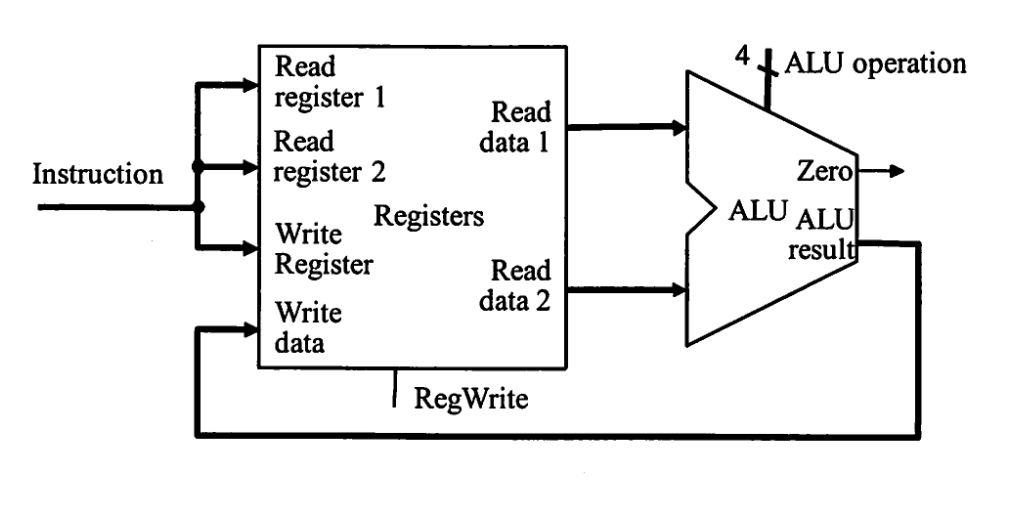 Read
register 1
Read
register 2
Instruction
Write
Register
Write
data
Registers
Read
data 1
Read
data 2
RegWrite
4
ALU operation
Zero
ALU
ALU
result